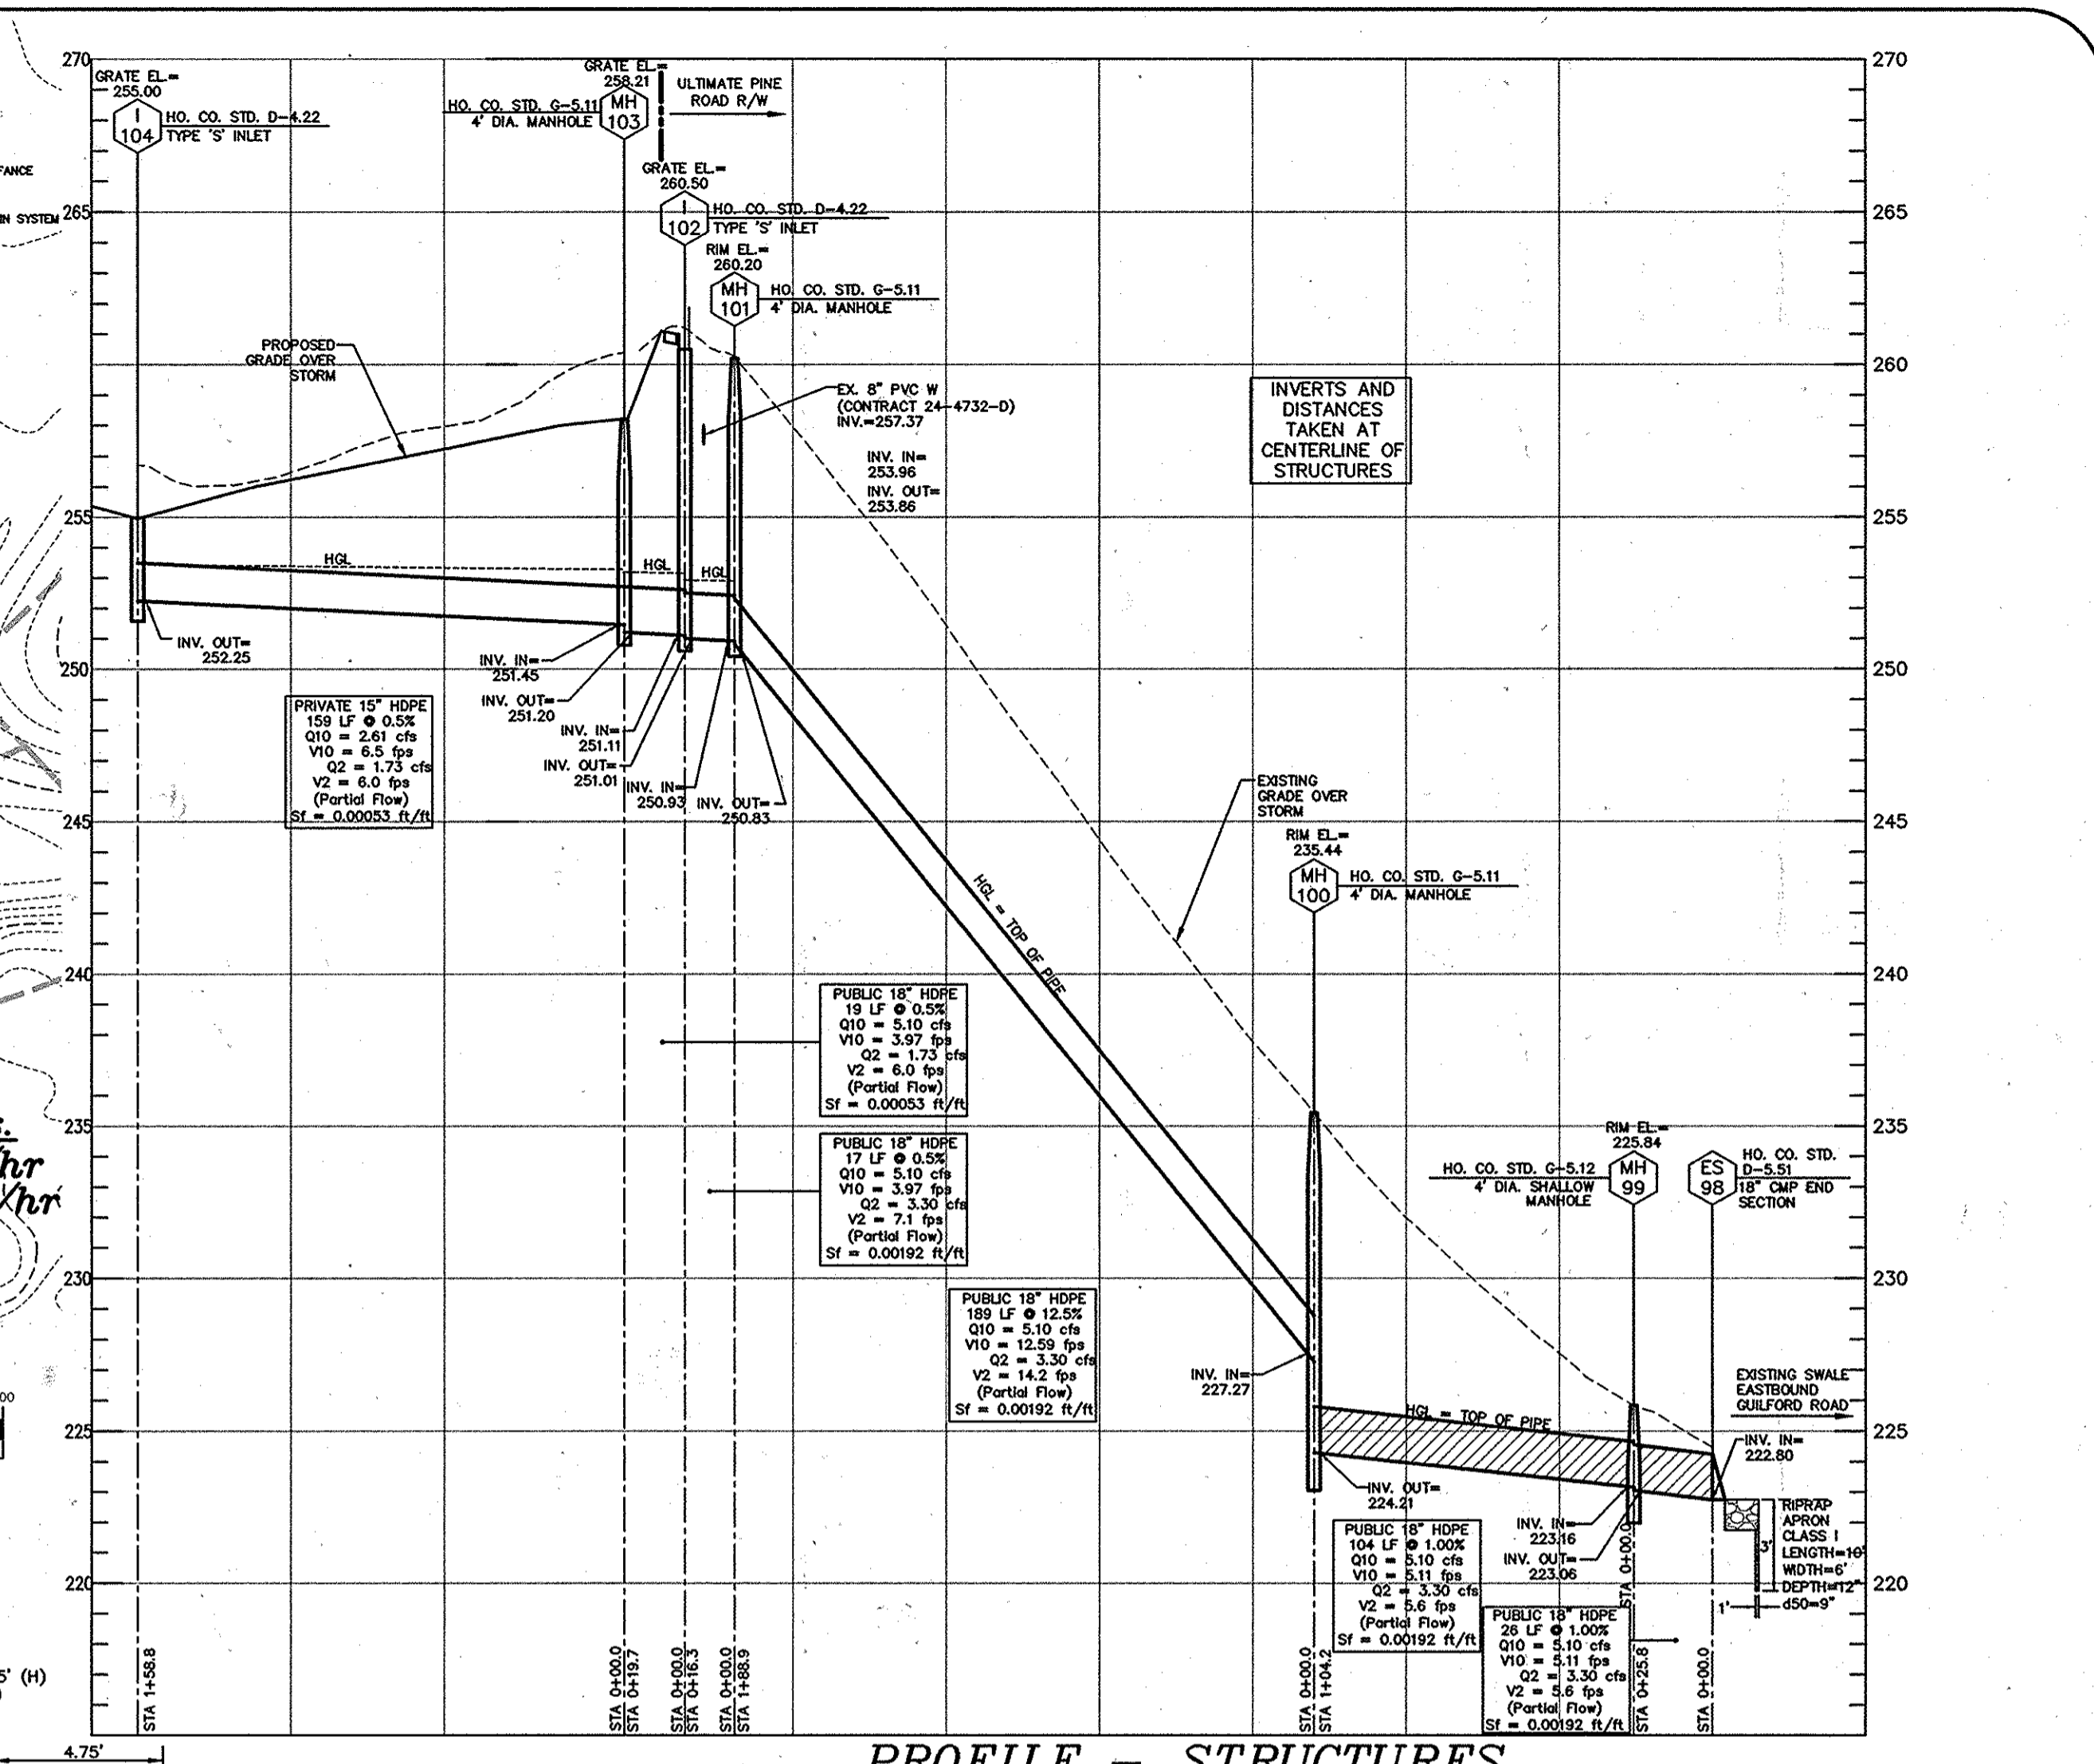 270
GRATE EL.=
255.00
I
104
HO. CO. STD. D-4.22
TYPE 'S' INLET
GRATE EL.=
258.21
HO. CO. STD. G-5.11
4' DIA. MANHOLE
MH
103
ULTIMATE PINE
ROAD R/W
270
GRATE EL.=
260.50
I
102
HO. CO. STD. D-4.22
TYPE 'S' INLET
RIM EL.=
260.20
MH
101
HO. CO. STD. G-5.11
4' DIA. MANHOLE
IN SYSTEM
265
265
PROPOSED
GRADE OVER
STORM
260
260
EX. 8" PVC W
(CONTRACT 24-4732-D)
INV.=257.37
INV. IN=
253.96
INV. OUT=
253.86
INVERTS AND
DISTANCES
TAKEN AT
CENTERLINE OF
STRUCTURES
255
255
HGL
HGL
HGL
INV. OUT=
252.25
INV. IN=
251.45
INV. OUT=
251.20
INV. IN=
251.11
INV. OUT=
251.01
INV. IN=
250.93
INV. OUT=
250.83
250
250
PRIVATE 15" HDPE
159 LF @ 0.5%
Q10 = 2.61 cfs
V10 = 6.5 fps
Q2 = 1.73 cfs
V2 = 6.0 fps
(Partial Flow)
Sf = 0.00053 ft/ft
245
245
EXISTING
GRADE OVER
STORM
RIM EL.=
235.44
MH
100
HO. CO. STD. G-5.11
4' DIA. MANHOLE
HGL = TOP OF PIPE
240
240
PUBLIC 18" HDPE
19 LF @ 0.5%
Q10 = 5.10 cfs
V10 = 3.97 fps
Q2 = 1.73 cfs
V2 = 6.0 fps
(Partial Flow)
Sf = 0.00053 ft/ft
235
235
PUBLIC 18" HDPE
17 LF @ 0.5%
Q10 = 5.10 cfs
V10 = 3.97 fps
Q2 = 3.30 cfs
V2 = 7.1 fps
(Partial Flow)
Sf = 0.00192 ft/ft
RIM EL.=
225.84
HO. CO. STD. G-5.12
4' DIA. SHALLOW
MANHOLE
MH
99
ES
98
HO. CO. STD.
D-5.51
18" CMP END
SECTION
hr
/hr
230
230
PUBLIC 18" HDPE
189 LF @ 12.5%
Q10 = 5.10 cfs
V10 = 12.59 fps
Q2 = 3.30 cfs
V2 = 14.2 fps
(Partial Flow)
Sf = 0.00192 ft/ft
INV. IN=
227.27
EXISTING SWALE
EASTBOUND
GUILFORD ROAD
HGL = TOP OF PIPE
225
225
INV. IN=
222.80
INV. OUT=
224.21
INV. IN=
223.16
INV. OUT=
223.06
RIPRAP
APRON
CLASS I
LENGTH=10'
WIDTH=6'
DEPTH=12"
d50=9"
3'
1'
220
220
PUBLIC 18" HDPE
104 LF @ 1.00%
Q10 = 5.10 cfs
V10 = 5.11 fps
Q2 = 3.30 cfs
V2 = 5.6 fps
(Partial Flow)
Sf = 0.00192 ft/ft
PUBLIC 18" HDPE
26 LF @ 1.00%
Q10 = 5.10 cfs
V10 = 5.11 fps
Q2 = 3.30 cfs
V2 = 5.6 fps
(Partial Flow)
Sf = 0.00192 ft/ft
5' (H)
STA 1+58.8
STA 0+00.0
STA 0+19.7
STA 0+00.0
STA 0+16.3
STA 0+00.0
STA 1+88.9
STA 0+00.0
STA 1+04.2
STA 0+00.0
STA 0+25.8
STA 0+00.0
4.75'
PROFILE - STRUCTURES